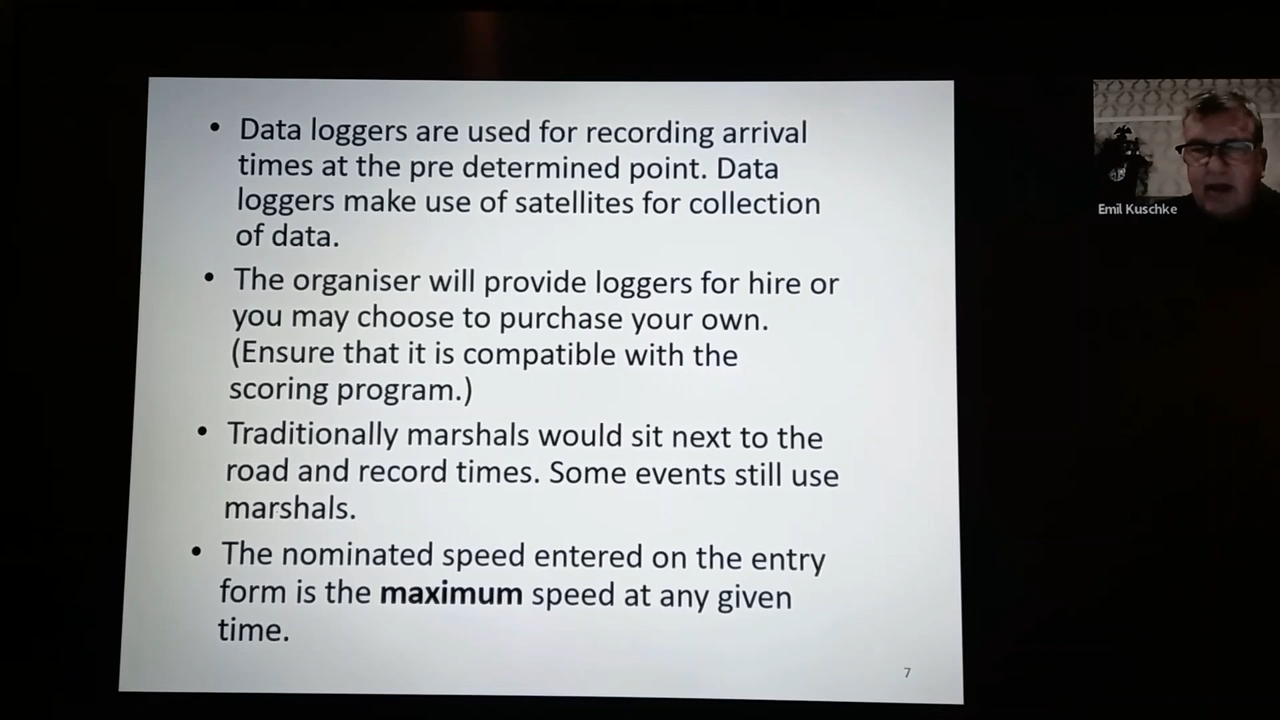 • Data loggers are used for recording arrival
times at the pre determined point. Data
loggers make use of satellites for collection
of data.
• The organiser will provide loggers for hire or
you may choose to purchase your own.
(Ensure that it is compatible with the
scoring program.)
• Traditionally marshals would sit next to the
road and record times. Some events still use
marshals.
• The nominated speed entered on the entry
form is the maximum speed at any given
time.
7
Emil Kuschke